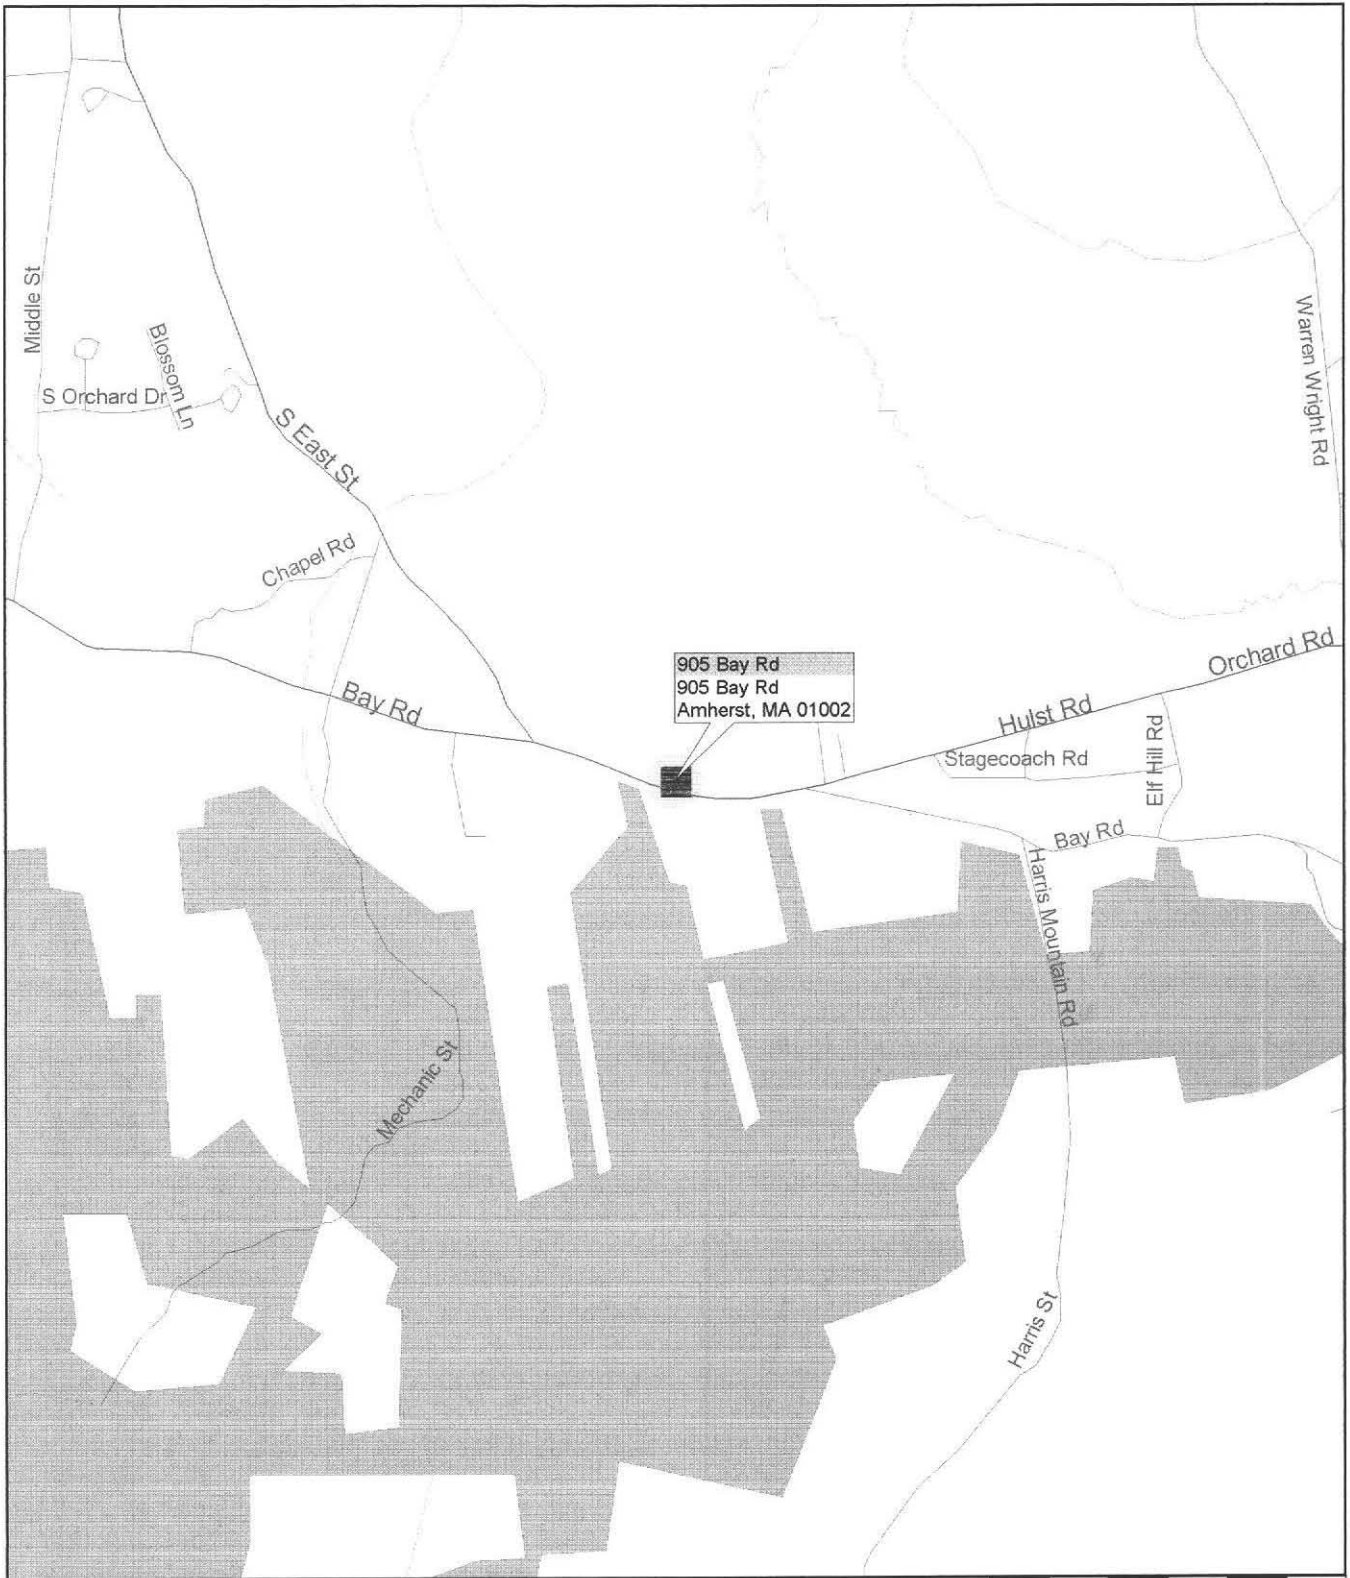 Middle St
Blossom Ln
S Orchard Dr
S East St
Warren Wright Rd
Chapel Rd
905 Bay Rd
905 Bay Rd
Amherst, MA 01002
Bay Rd
Orchard Rd
Hulst Rd
Stagecoach Rd
Elf Hill Rd
Bay Rd
Harris Mountain Rd
Mechanic St
Harris St